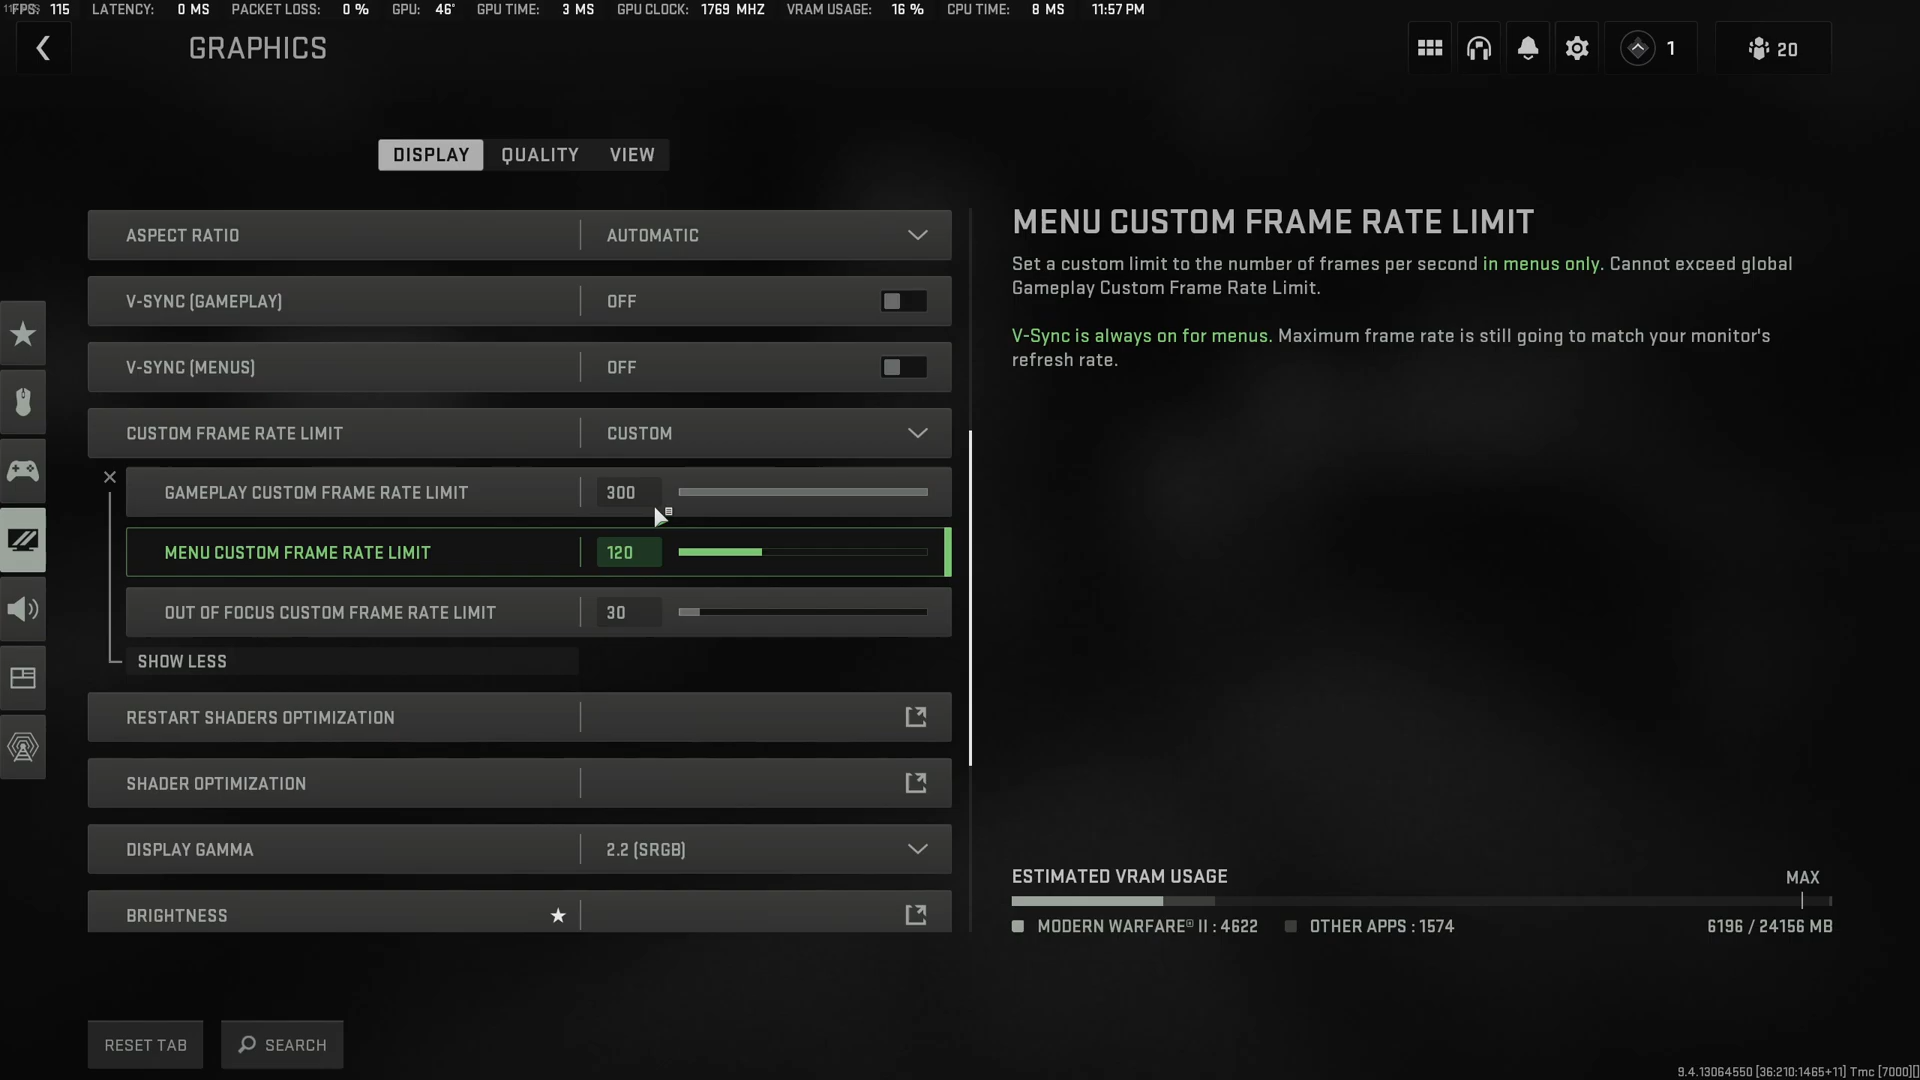 FPS: 115 LATENCY: 0 MS PACKET LOSS: 0 % GPU: 46° GPU TIME: 3 MS GPU CLOCK: 1769 MHZ VRAM USAGE: 16 % CPU TIME: 8 MS 11:57 PM
GRAPHICS
1
20
DISPLAY QUALITY VIEW
ASPECT RATIO AUTOMATIC
V-SYNC (GAMEPLAY) OFF
V-SYNC (MENUS) OFF
CUSTOM FRAME RATE LIMIT CUSTOM
GAMEPLAY CUSTOM FRAME RATE LIMIT 300
MENU CUSTOM FRAME RATE LIMIT 120
OUT OF FOCUS CUSTOM FRAME RATE LIMIT 30
SHOW LESS
RESTART SHADERS OPTIMIZATION
SHADER OPTIMIZATION
DISPLAY GAMMA 2.2 (SRGB)
BRIGHTNESS
MENU CUSTOM FRAME RATE LIMIT
Set a custom limit to the number of frames per second in menus only. Cannot exceed global
Gameplay Custom Frame Rate Limit.
V-Sync is always on for menus. Maximum frame rate is still going to match your monitor's
refresh rate.
ESTIMATED VRAM USAGE MAX
MODERN WARFARE® II : 4622 OTHER APPS : 1574 6196 / 24156 MB
RESET TAB SEARCH
9.4.13064550 [36:210:1465+11] Tmc [7000][]